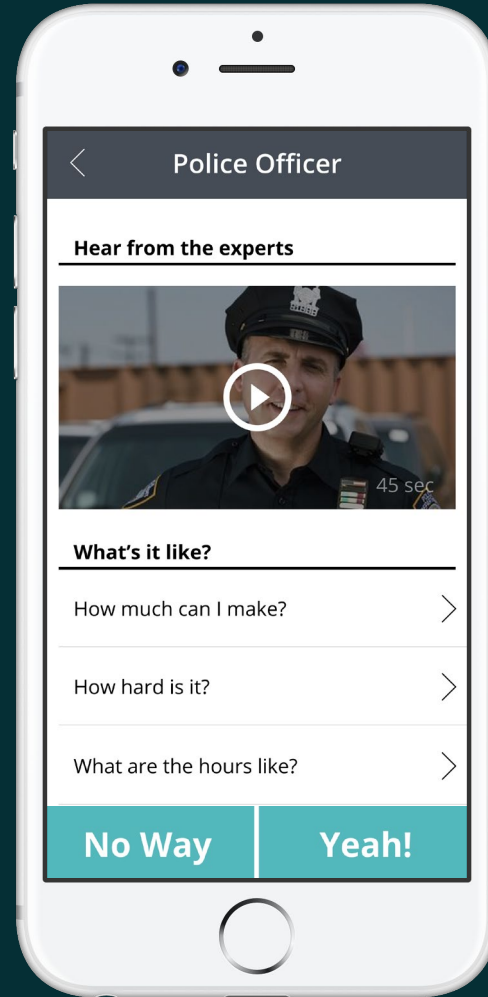 Police Officer
Hear from the experts
45 sec
What's it like?
How much can I make?
How hard is it?
What are the hours like?
No Way
Yeah!